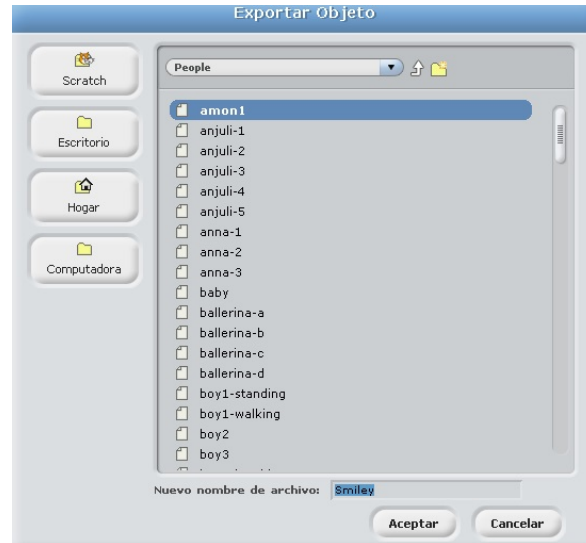 Exportar Objeto
Scratch
Escritorio
Hogar
Computadora
People
amon1
anjuli-1
anjuli-2
anjuli-3
anjuli-4
anjuli-5
anna-1
anna-2
anna-3
baby
ballerina-a
ballerina-b
ballerina-c
ballerina-d
boy1-standing
boy1-walking
boy2
boy3
Nuevo nombre de archivo: Smiley
Aceptar Cancelar